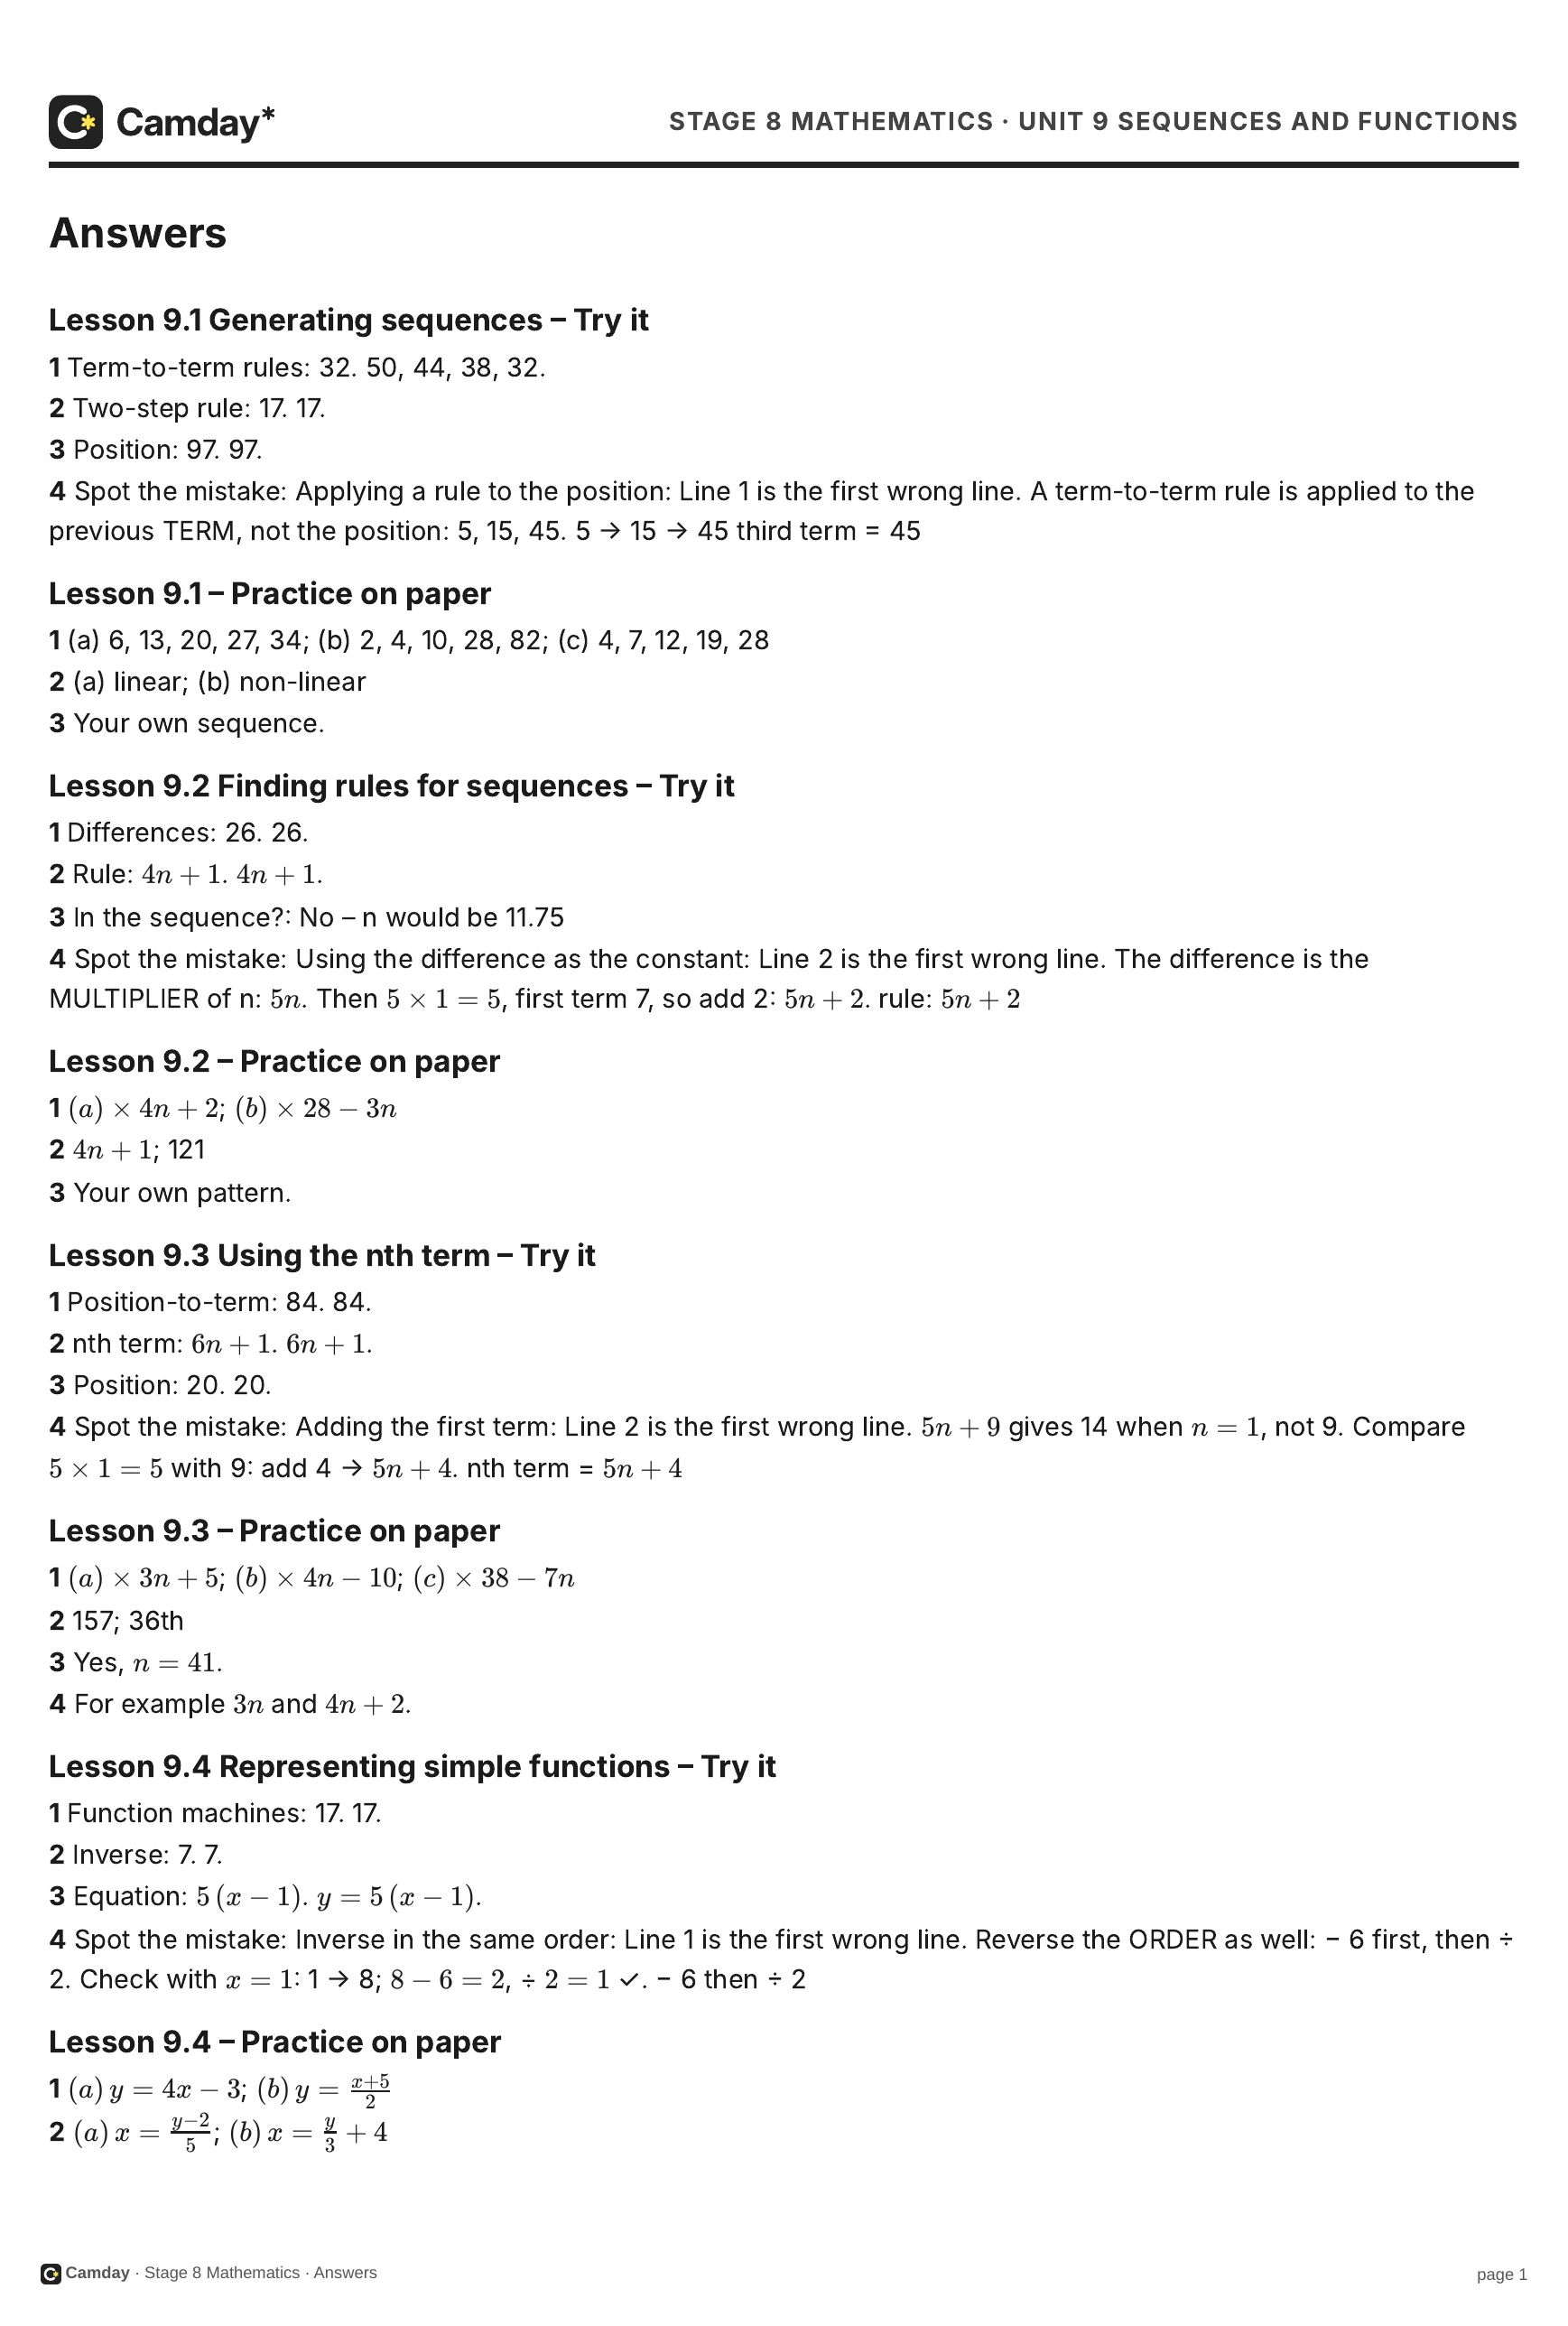 Camday*
STAGE 8 MATHEMATICS · UNIT 9 SEQUENCES AND FUNCTIONS
Answers
Lesson 9.1 Generating sequences – Try it
1 Term-to-term rules: 32. 50, 44, 38, 32.
2 Two-step rule: 17. 17.
3 Position: 97. 97.
4 Spot the mistake: Applying a rule to the position: Line 1 is the first wrong line. A term-to-term rule is applied to the
previous TERM, not the position: 5, 15, 45. 5 → 15 → 45 third term = 45
Lesson 9.1 – Practice on paper
1 (a) 6, 13, 20, 27, 34; (b) 2, 4, 10, 28, 82; (c) 4, 7, 12, 19, 28
2 (a) linear; (b) non-linear
3 Your own sequence.
Lesson 9.2 Finding rules for sequences – Try it
1 Differences: 26. 26.
2 Rule: 4n + 1. 4n + 1.
3 In the sequence?: No – n would be 11.75
4 Spot the mistake: Using the difference as the constant: Line 2 is the first wrong line. The difference is the
MULTIPLIER of n: 5n. Then 5 × 1 = 5, first term 7, so add 2: 5n + 2. rule: 5n + 2
Lesson 9.2 – Practice on paper
1 (a) × 4n + 2; (b) × 28 − 3n
2 4n + 1; 121
3 Your own pattern.
Lesson 9.3 Using the nth term – Try it
1 Position-to-term: 84. 84.
2 nth term: 6n + 1. 6n + 1.
3 Position: 20. 20.
4 Spot the mistake: Adding the first term: Line 2 is the first wrong line. 5n + 9 gives 14 when n = 1, not 9. Compare
5 × 1 = 5 with 9: add 4 → 5n + 4. nth term = 5n + 4
Lesson 9.3 – Practice on paper
1 (a) × 3n + 5; (b) × 4n − 10; (c) × 38 − 7n
2 157; 36th
3 Yes, n = 41.
4 For example 3n and 4n + 2.
Lesson 9.4 Representing simple functions – Try it
1 Function machines: 17. 17.
2 Inverse: 7. 7.
3 Equation: 5 (x − 1). y = 5 (x − 1).
4 Spot the mistake: Inverse in the same order: Line 1 is the first wrong line. Reverse the ORDER as well: − 6 first, then ÷
2. Check with x = 1: 1 → 8; 8 − 6 = 2, ÷ 2 = 1 ✓. − 6 then ÷ 2
Lesson 9.4 – Practice on paper
1 (a) y = 4x − 3; (b) y = (x+5)/2
2 (a) x = (y−2)/5; (b) x = y/3 + 4
Camday · Stage 8 Mathematics · Answers
page 1